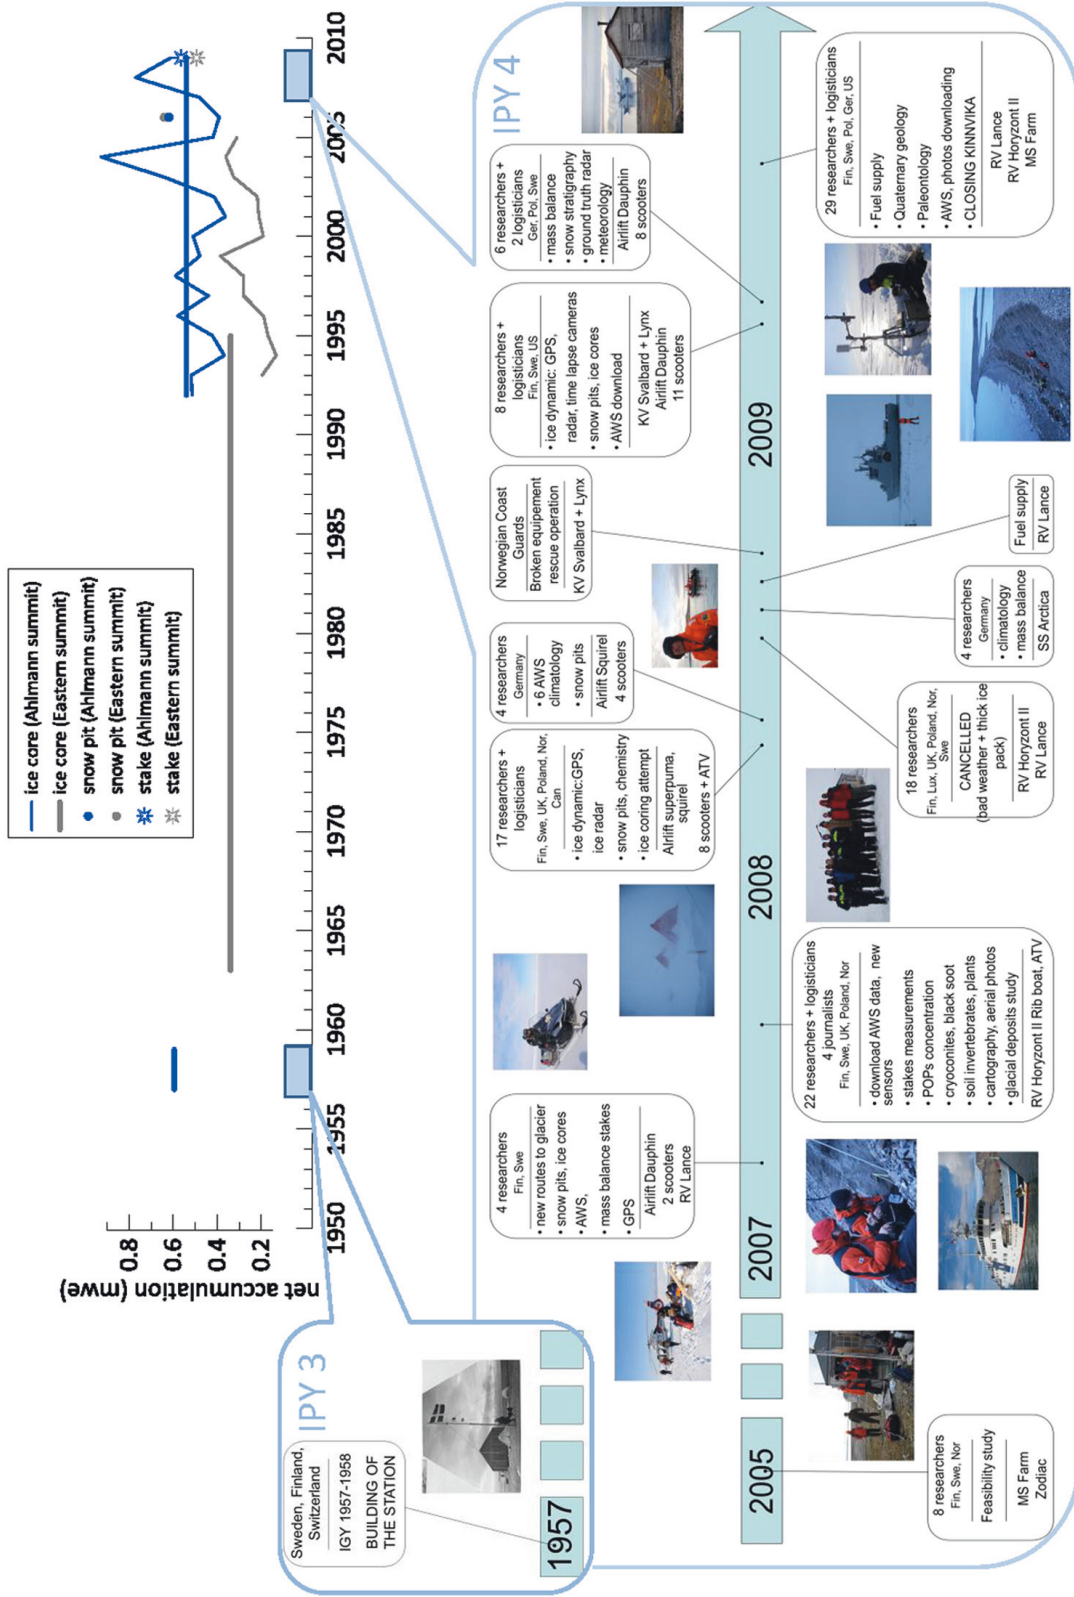 ice core (Ahlmann summit)
ice core (Eastern summit)
snow pit (Ahlmann summit)
snow pit (Eastern summit)
stake (Ahlmann summit)
stake (Eastern summit)
net accumulation (mwe)
0.8
0.6
0.4
0.2
1950
1955
1960
1965
1970
1975
1980
1985
1990
1995
2000
2005
2010
IPY 3
Sweden, Finland,
Switzerland
IGY 1957-1958
BUILDING OF
THE STATION
1957
IPY 4
4 researchers
Fin, Swe
• new routes to glacier
• snow pits, ice cores
• AWS,
• mass balance stakes
• GPS
Airlift Dauphin
2 scooters
RV Lance
17 researchers +
logisticians
Fin, Swe, UK, Poland, Nor,
Can
• ice dynamic:GPS,
ice radar
• snow pits, chemistry
• ice coring attempt
AIrlift superpuma,
squirel
8 scooters + ATV
4 researchers
Germany
• 6 AWS
climatology
• snow pits
Airlift Squirel
4 scooters
Norwegian Coast
Guards
Broken equipement
rescue operation
KV Svalbard + Lynx
8 researchers +
logisticians
Fin, Swe, US
• ice dynamic: GPS,
radar, time lapse cameras
• snow pits, ice cores
• AWS download
KV Svalbard + Lynx
Airlift Dauphin
11 scooters
6 researchers +
2 logisticians
Ger, Pol, Swe
• mass balance
• snow stratigraphy
• ground truth radar
• meteorology
Airlift Dauphin
8 scooters
2005
2007
2008
2009
8 researchers
Fin, Swe, Nor
Feasibility study
MS Farm
Zodiac
22 researchers + logisticians
4 journalists
Fin, Swe, UK, Poland, Nor
• download AWS data, new
sensors
• stakes measurements
• POPs concentration
• cryoconites, black soot
• soil invertebrates, plants
• cartography, aerial photos
• glacial deposits study
RV Horyzont II Rib boat, ATV
18 researchers
Fin, Lux, UK, Poland, Nor,
Swe
CANCELLED
(bad weather + thick ice
pack)
RV Horyzont II
RV Lance
4 researchers
Germany
• climatology
• mass balance
SS Arctica
Fuel supply
RV Lance
29 researchers + logisticians
Fin, Swe, Pol, Ger, US
• Fuel supply
• Quaternary geology
• Paleontology
• AWS, photos downloading
• CLOSING KINNVIKA
RV Lance
RV Horyzont II
MS Farm